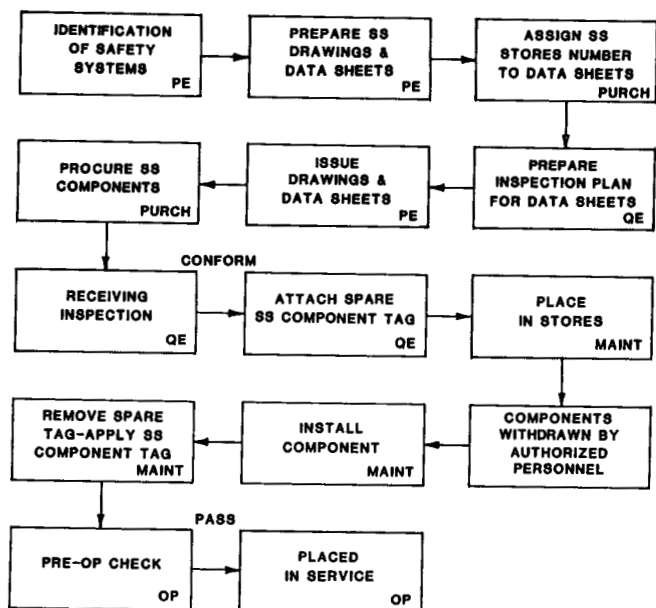 IDENTIFICATION
OF SAFETY
SYSTEMS
PE
PREPARE SS
DRAWINGS &
DATA SHEETS
PE
ASSIGN SS
STORES NUMBER
TO DATA SHEETS
PURCH
PROCURE SS
COMPONENTS
PURCH
ISSUE
DRAWINGS &
DATA SHEETS
PE
PREPARE
INSPECTION PLAN
FOR DATA SHEETS
QE
CONFORM
RECEIVING
INSPECTION
QE
ATTACH SPARE
SS COMPONENT TAG
QE
PLACE
IN STORES
MAINT
REMOVE SPARE
TAG-APPLY SS
COMPONENT TAG
MAINT
INSTALL
COMPONENT
MAINT
COMPONENTS
WITHDRAWN BY
AUTHORIZED
PERSONNEL
PASS
PRE-OP CHECK
OP
PLACED
IN SERVICE
OP